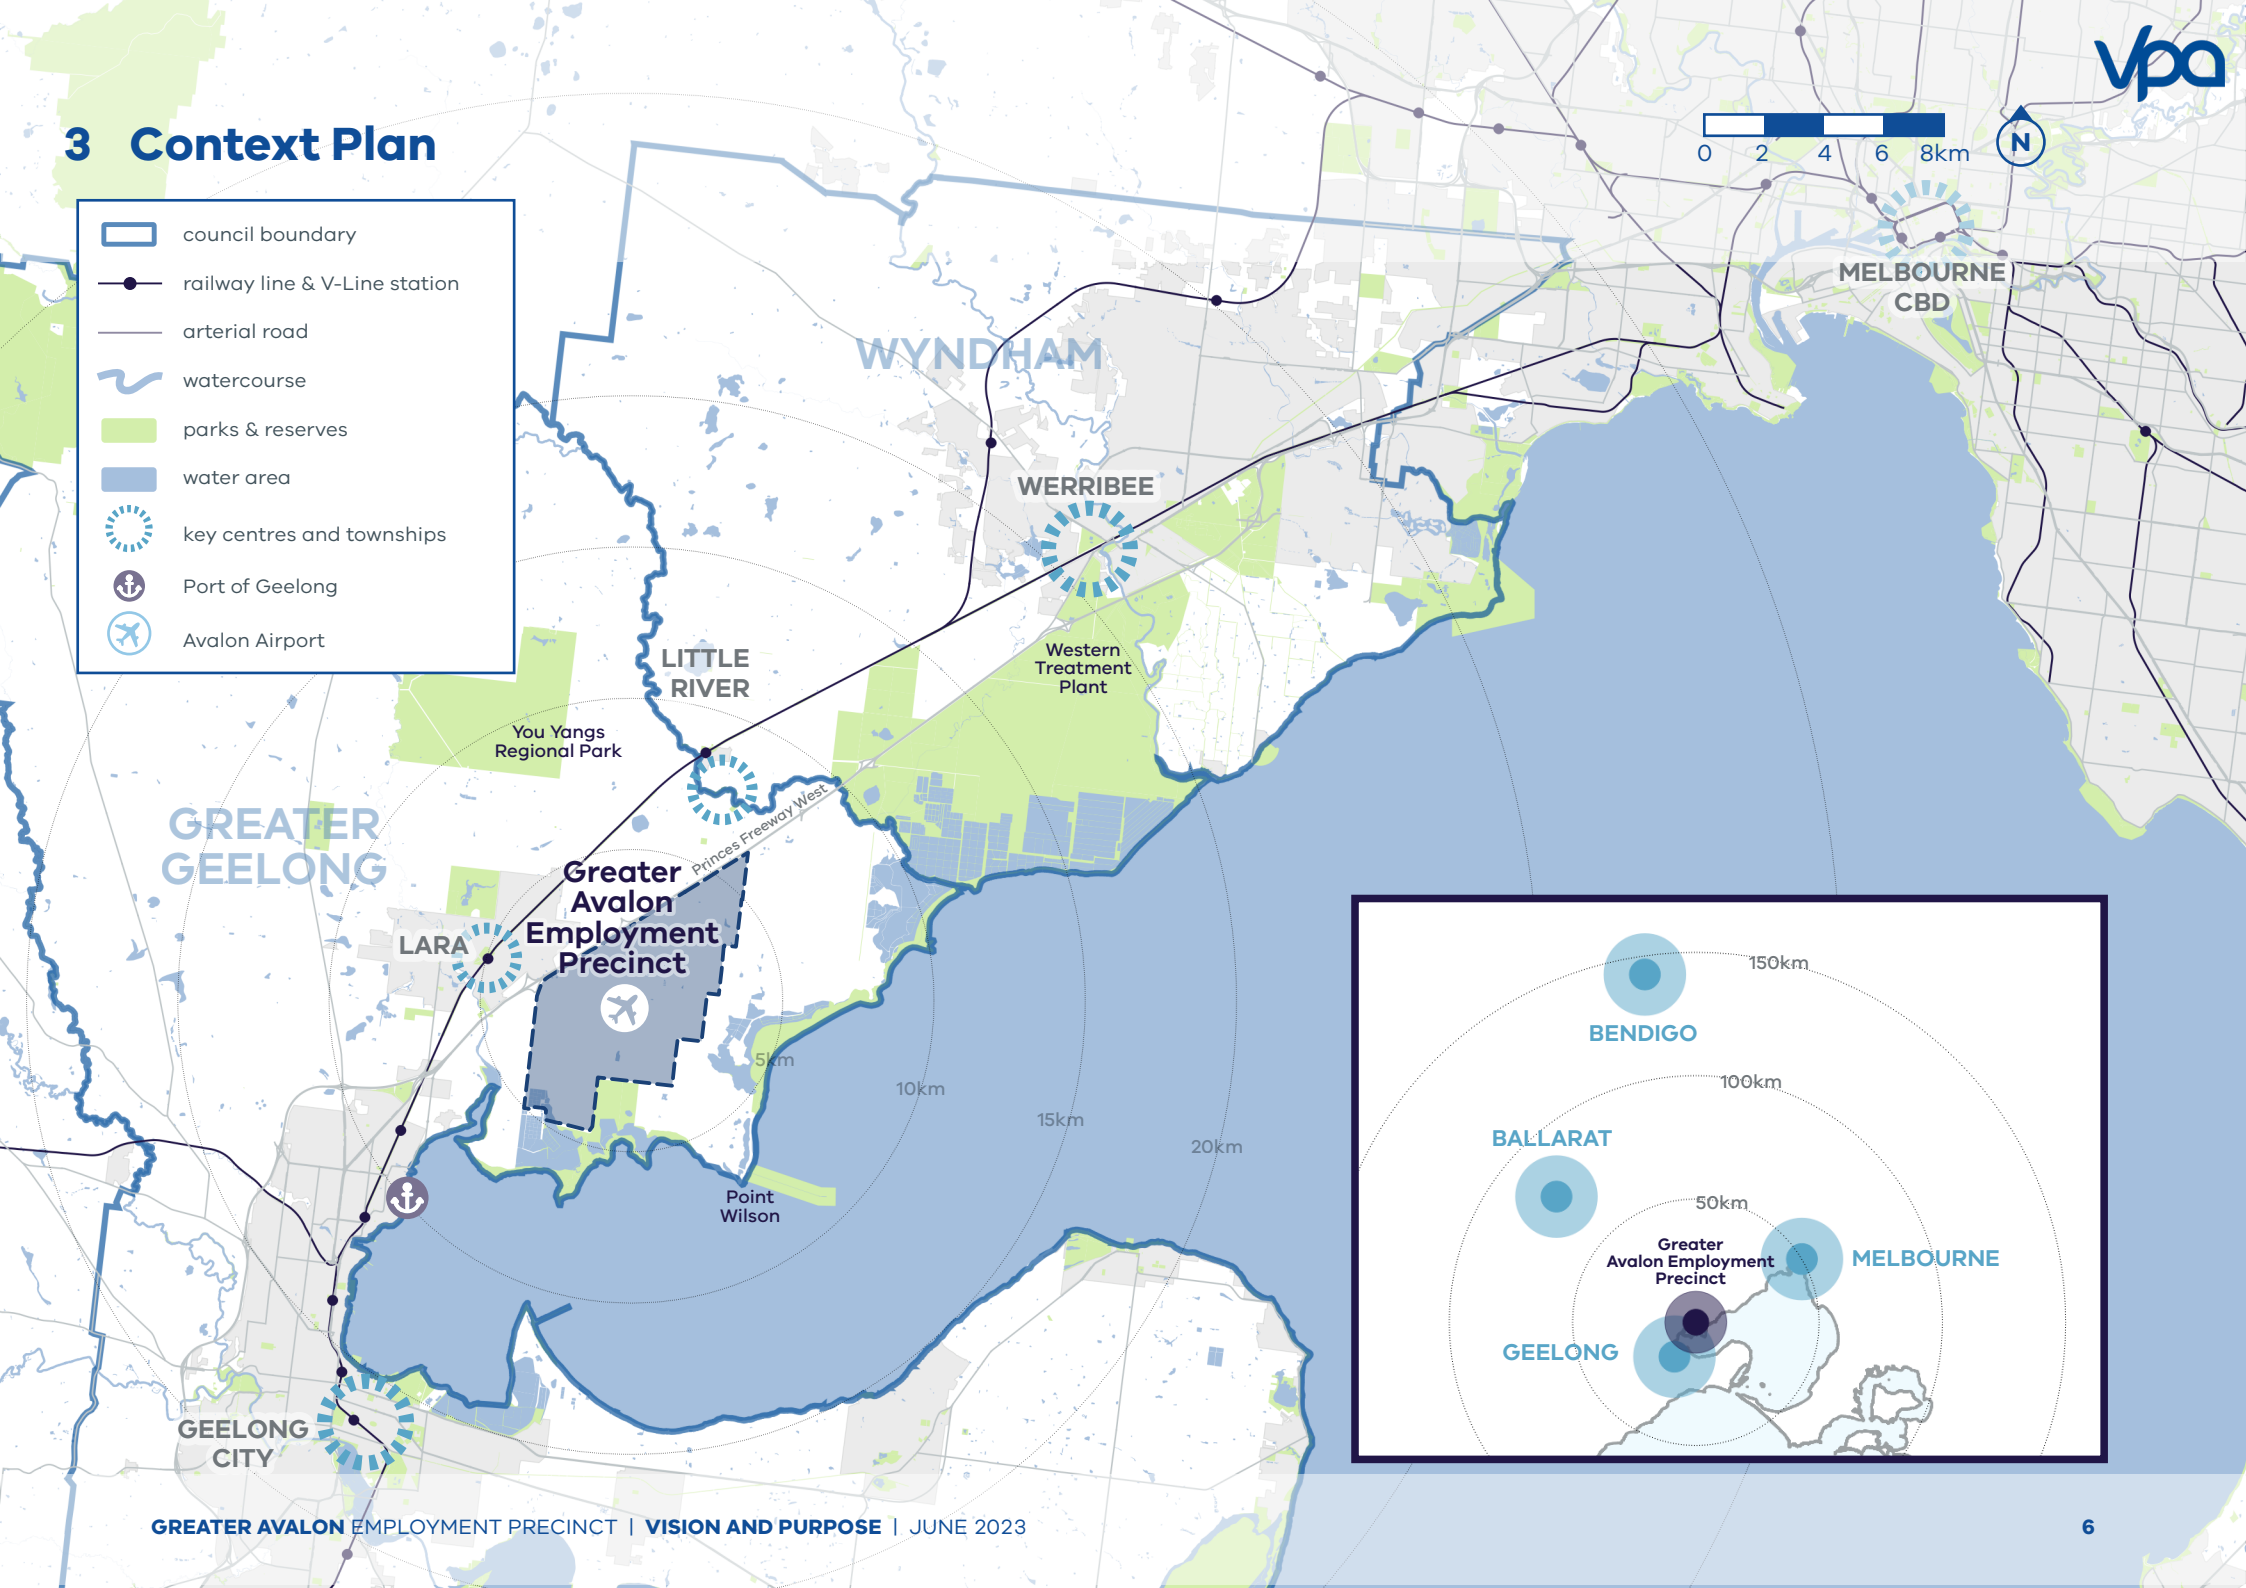 vpa
3 Context Plan
0 2 4 6 8km
N
council boundary
railway line & V-Line station
arterial road
watercourse
parks & reserves
water area
key centres and townships
Port of Geelong
Avalon Airport
MELBOURNE
CBD
WYNDHAM
WERRIBEE
Western
Treatment
Plant
LITTLE
RIVER
You Yangs
Regional Park
Princes Freeway West
GREATER
GEELONG
Greater
Avalon
Employment
Precinct
LARA
5km
10km
15km
20km
Point
Wilson
GEELONG
CITY
150km
BENDIGO
100km
BALLARAT
50km
Greater
Avalon Employment
Precinct
MELBOURNE
GEELONG
GREATER AVALON EMPLOYMENT PRECINCT | VISION AND PURPOSE | JUNE 2023
6